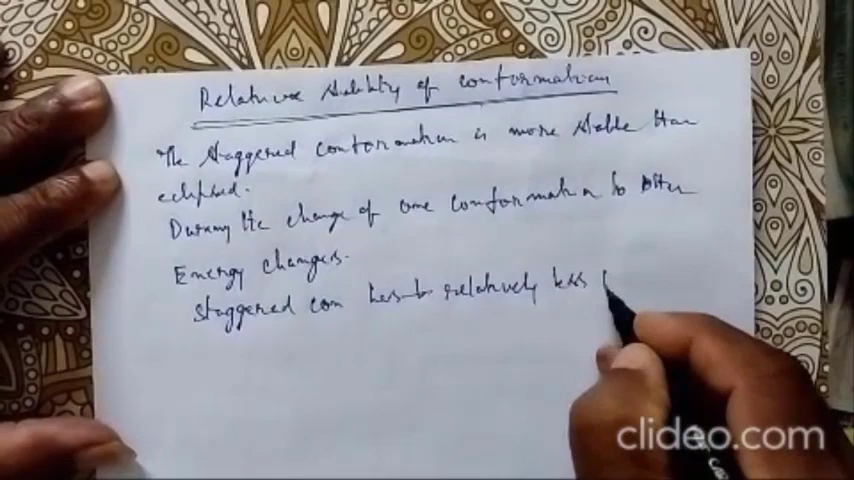 Relative stability of conformation
The staggered conformation is more stable than
eclipsed.
During the change of one conformation to other
Energy changes.
staggered con has relatively less
clideo.com